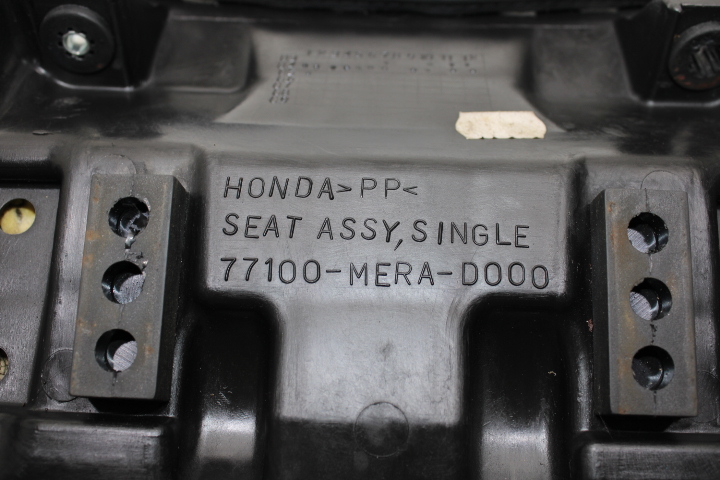 HONDA>PP<
SEAT ASSY, SINGLE
77100-MERA-D000